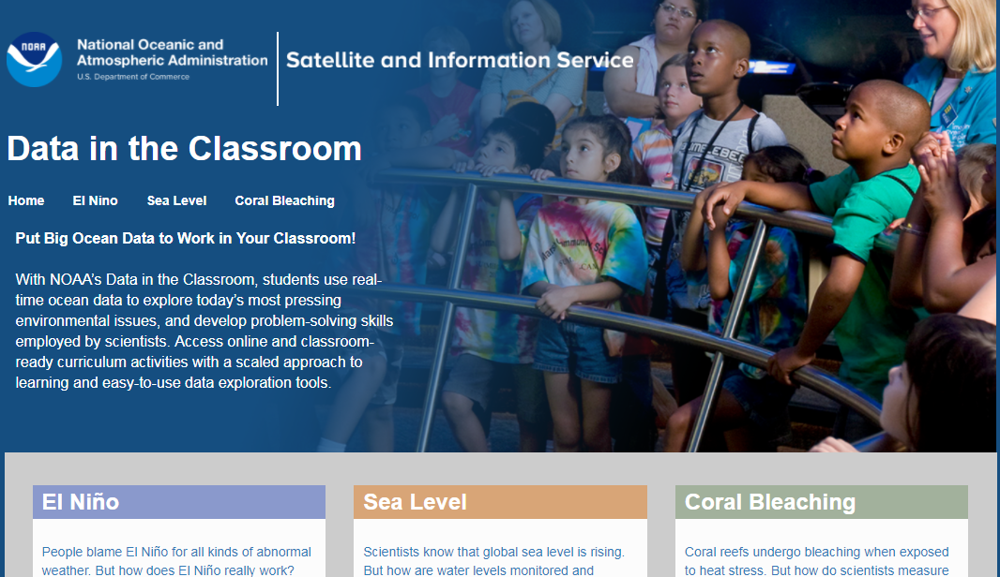 NOAA
National Oceanic and
Atmospheric Administration
U.S. Department of Commerce
Satellite and Information Service
Data in the Classroom
Home El Nino Sea Level Coral Bleaching
Put Big Ocean Data to Work in Your Classroom!
With NOAA's Data in the Classroom, students use real-
time ocean data to explore today's most pressing
environmental issues, and develop problem-solving skills
employed by scientists. Access online and classroom-
ready curriculum activities with a scaled approach to
learning and easy-to-use data exploration tools.
El Niño
People blame El Niño for all kinds of abnormal
weather. But how does El Niño really work?
Sea Level
Scientists know that global sea level is rising.
But how are water levels monitored and
Coral Bleaching
Coral reefs undergo bleaching when exposed
to heat stress. But how do scientists measure